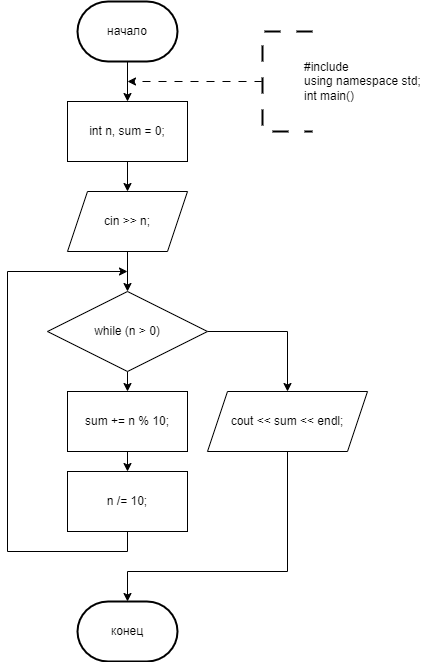 начало
#include
using namespace std;
int main()
int n, sum = 0;
cin >> n;
while (n > 0)
sum += n % 10;
cout << sum << endl;
n /= 10;
конец